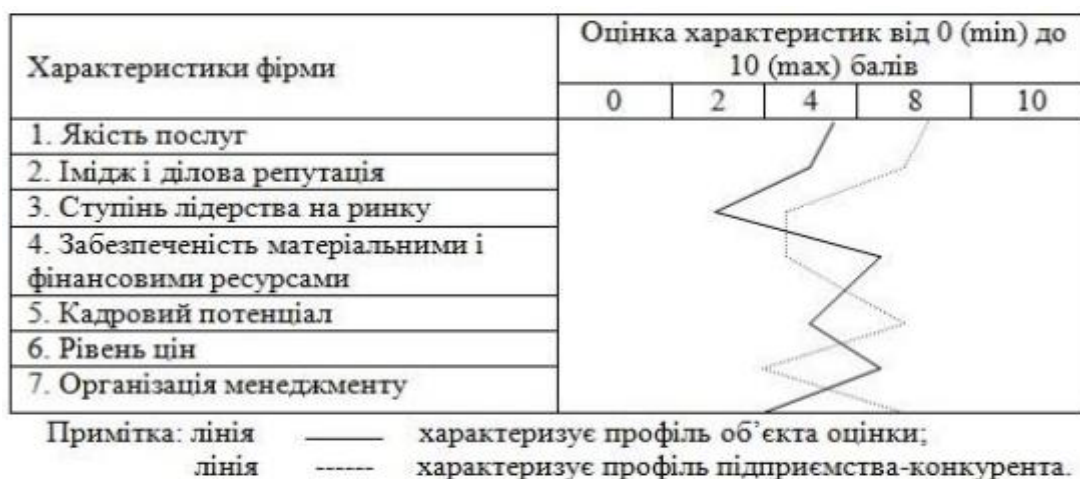 Характеристики фірми
Оцінка характеристик від 0 (min) до
10 (max) балів
0 2 4 8 10
1. Якість послуг
2. Імідж і ділова репутація
3. Ступінь лідерства на ринку
4. Забезпеченість матеріальними і
фінансовими ресурсами
5. Кадровий потенціал
6. Рівень цін
7. Організація менеджменту
Примітка: лінія ——— характеризує профіль об’єкта оцінки;
лінія ------ характеризує профіль підприємства-конкурента.